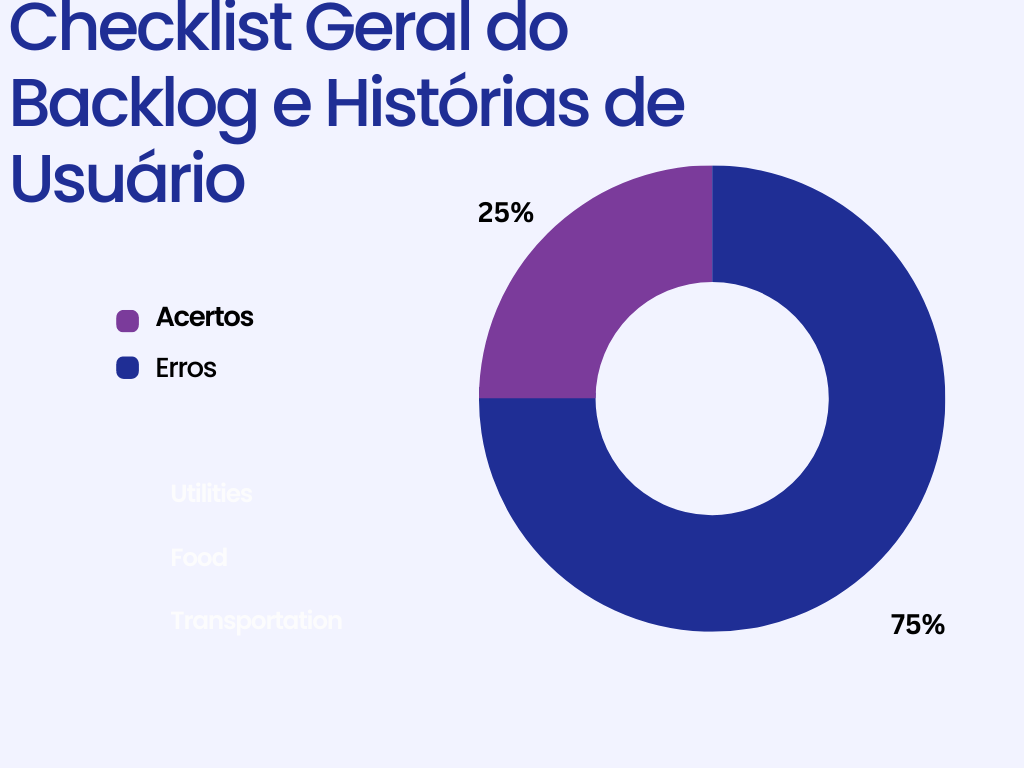 Checklist Geral do
Backlog e Histórias de
Usuário
25%
Acertos
Erros
Utilities
Food
Transportation
75%